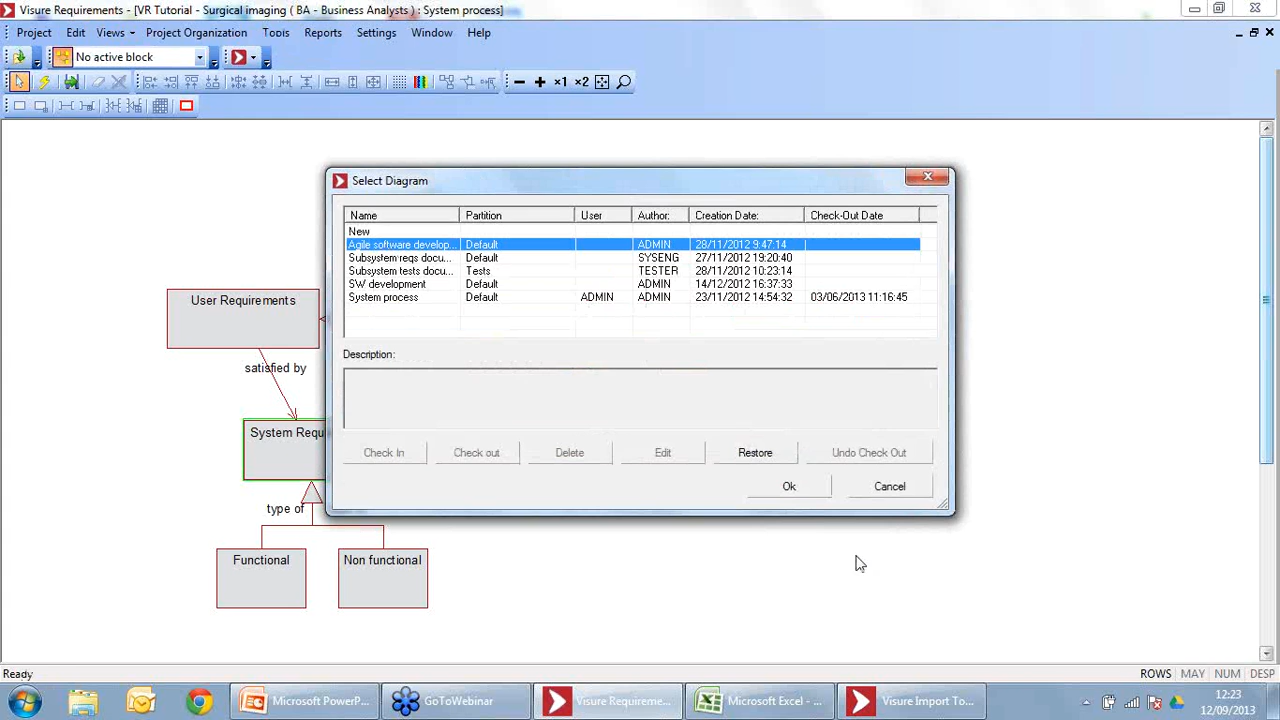 Visure Requirements - [VR Tutorial - Surgical imaging ( BA - Business Analysts ) : System process]
Project Edit Views Project Organization Tools Reports Settings Window Help
No active block
×1 ×2
Select Diagram
Name Partition User Author: Creation Date: Check-Out Date
New
Agile software develop... Default ADMIN 28/11/2012 9:47:14
Subsystem reqs docu... Default SYSENG 27/11/2012 19:20:40
Subsystem tests docu... Tests TESTER 28/11/2012 10:23:14
SW development Default ADMIN 14/12/2012 16:37:33
System process Default ADMIN ADMIN 23/11/2012 14:54:32 03/06/2013 11:16:45
Description:
Check In Check out Delete Edit Restore Undo Check Out
Ok Cancel
User Requirements
satisfied by
System Requ
type of
Functional Non functional
Ready ROWS MAY NUM DESP
Microsoft PowerP... GoToWebinar Visure Requireme... Microsoft Excel - ... Visure Import To...
12:23
12/09/2013